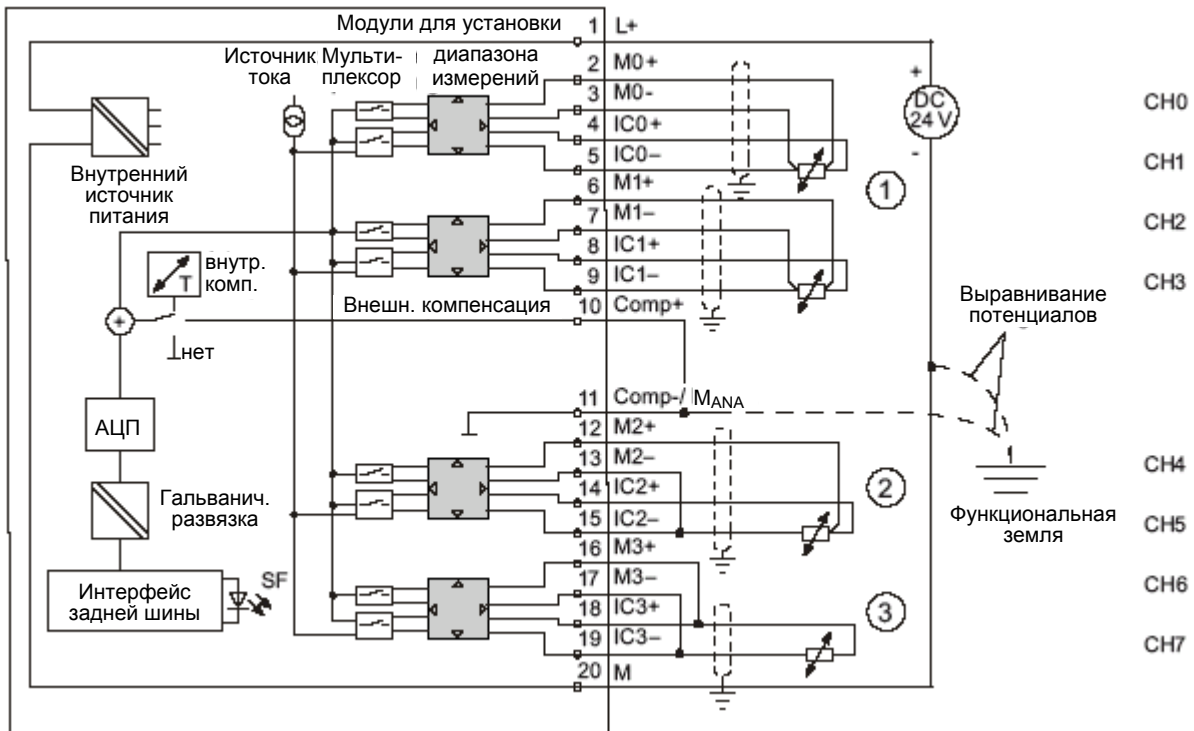 Модули для установки
диапазона
измерений
Источник
тока
Мульти-
плексор
Внутренний
источник
питания
внутр.
комп.
T
Внешн. компенсация
+
нет
АЦП
Гальванич.
развязка
Интерфейс
задней шины
SF
1 L+
2 M0+
3 M0-
4 IC0+
5 IC0–
6 M1+
7 M1–
8 IC1+
9 IC1–
10 Comp+
11 Comp-/ MANA
12 M2+
13 M2–
14 IC2+
15 IC2–
16 M3+
17 M3–
18 IC3+
19 IC3–
20 M
+
DC
24 V
-
1
2
3
Выравнивание
потенциалов
Функциональная
земля
CH0
CH1
CH2
CH3
CH4
CH5
CH6
CH7